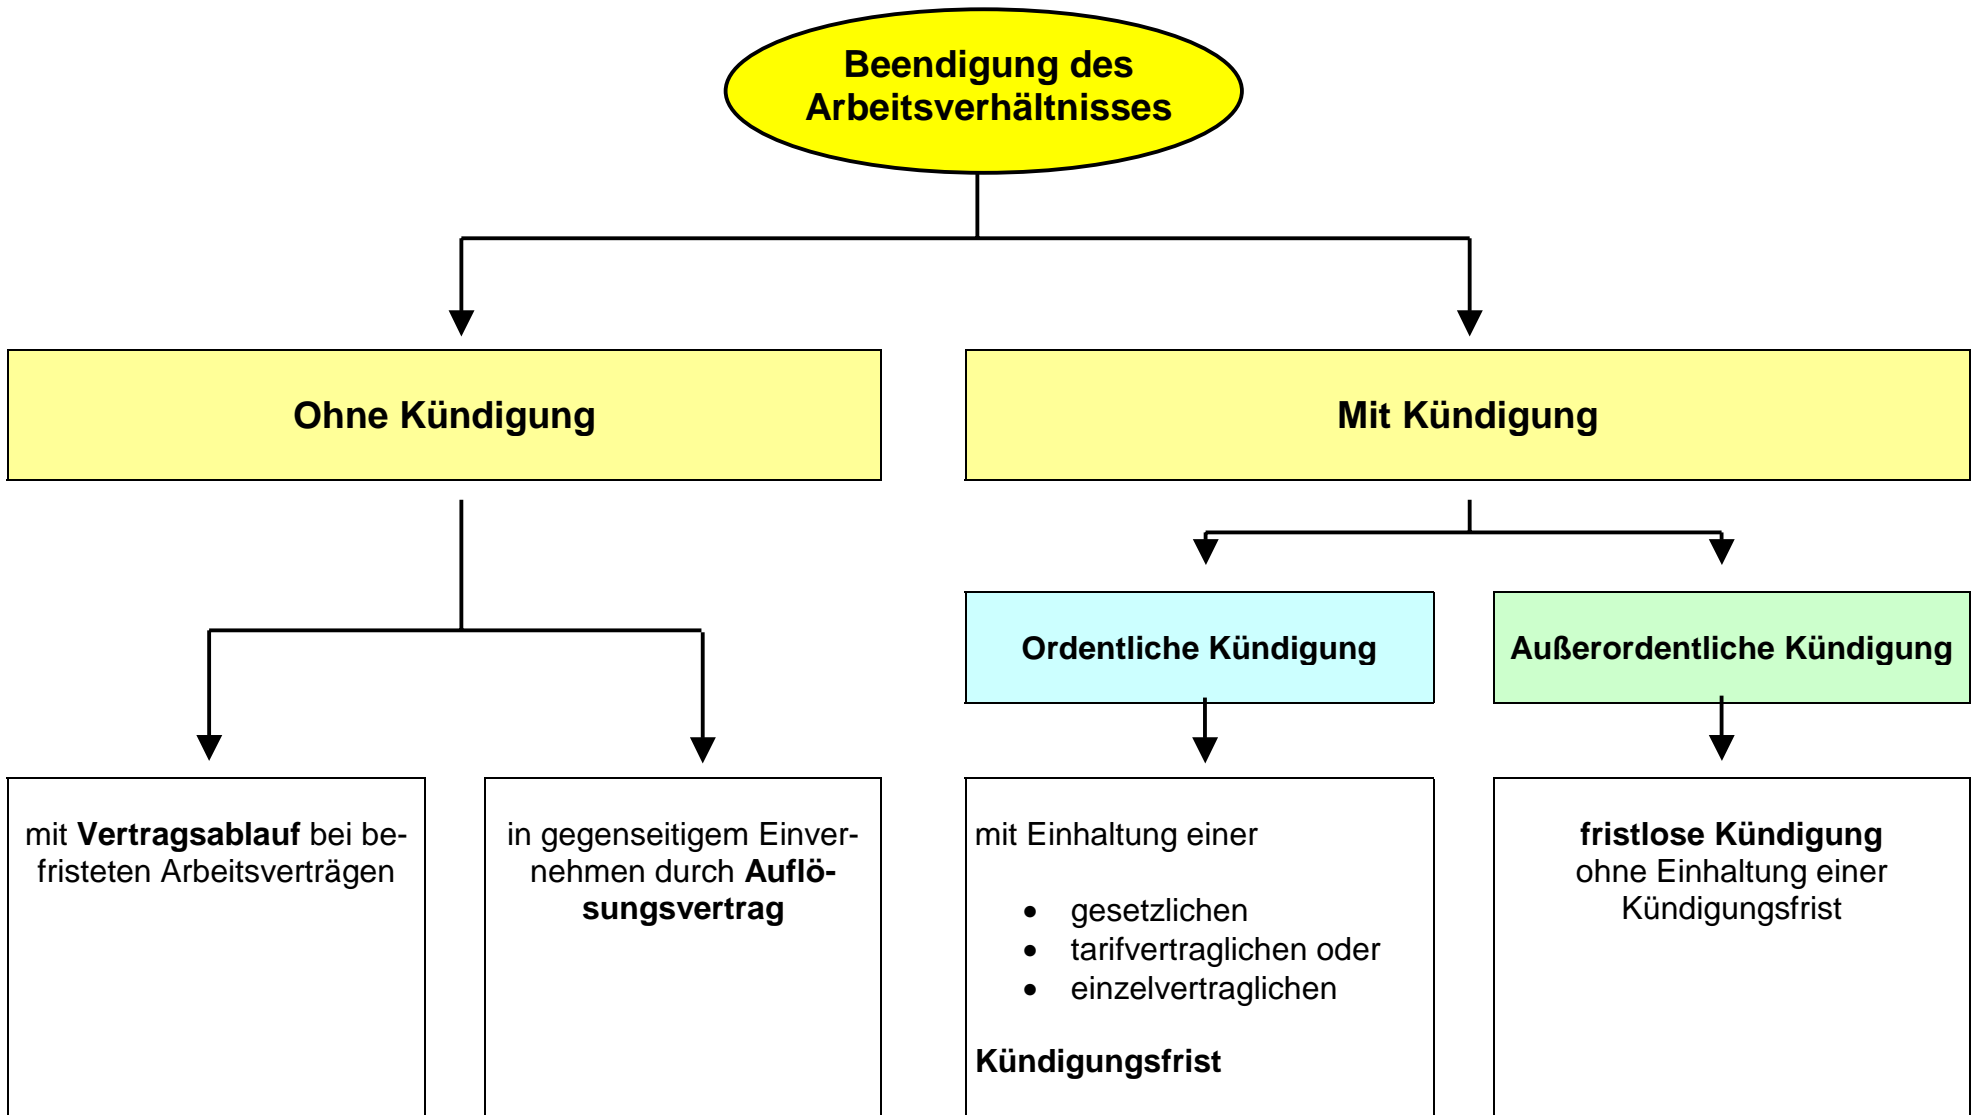 Beendigung des
Arbeitsverhältnisses
Ohne Kündigung
Mit Kündigung
Ordentliche Kündigung
Außerordentliche Kündigung
mit Vertragsablauf bei be-
fristeten Arbeitsverträgen
in gegenseitigem Einver-
nehmen durch Auflö-
sungsvertrag
mit Einhaltung einer
• gesetzlichen
• tarifvertraglichen oder
• einzelvertraglichen
Kündigungsfrist
fristlose Kündigung
ohne Einhaltung einer
Kündigungsfrist